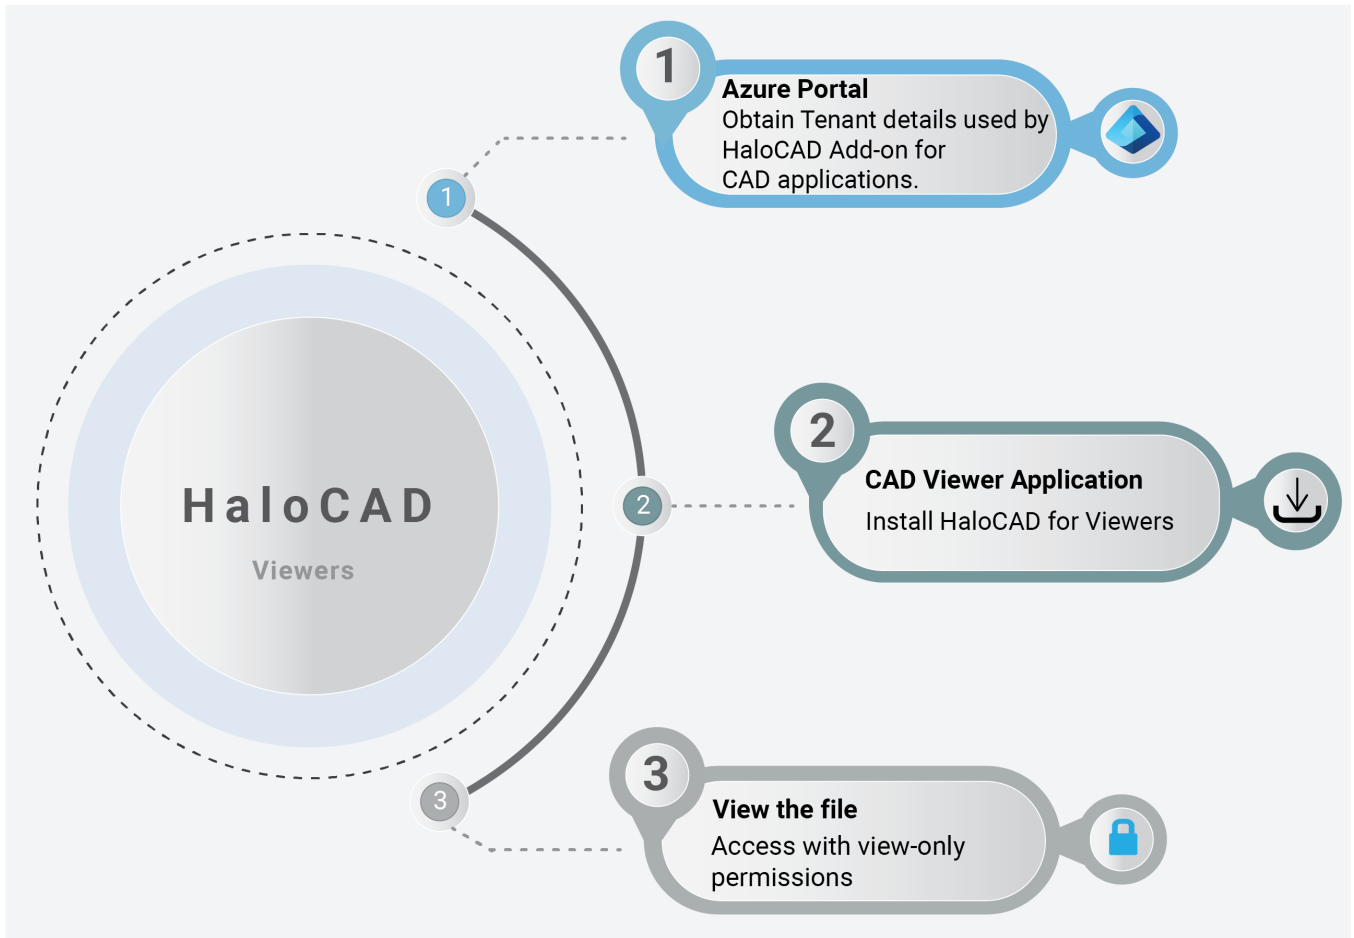 1
Azure Portal
Obtain Tenant details used by
HaloCAD Add-on for
CAD applications.
1
2
CAD Viewer Application
Install HaloCAD for Viewers
2
HaloCAD
Viewers
3
View the file
Access with view-only
permissions
3